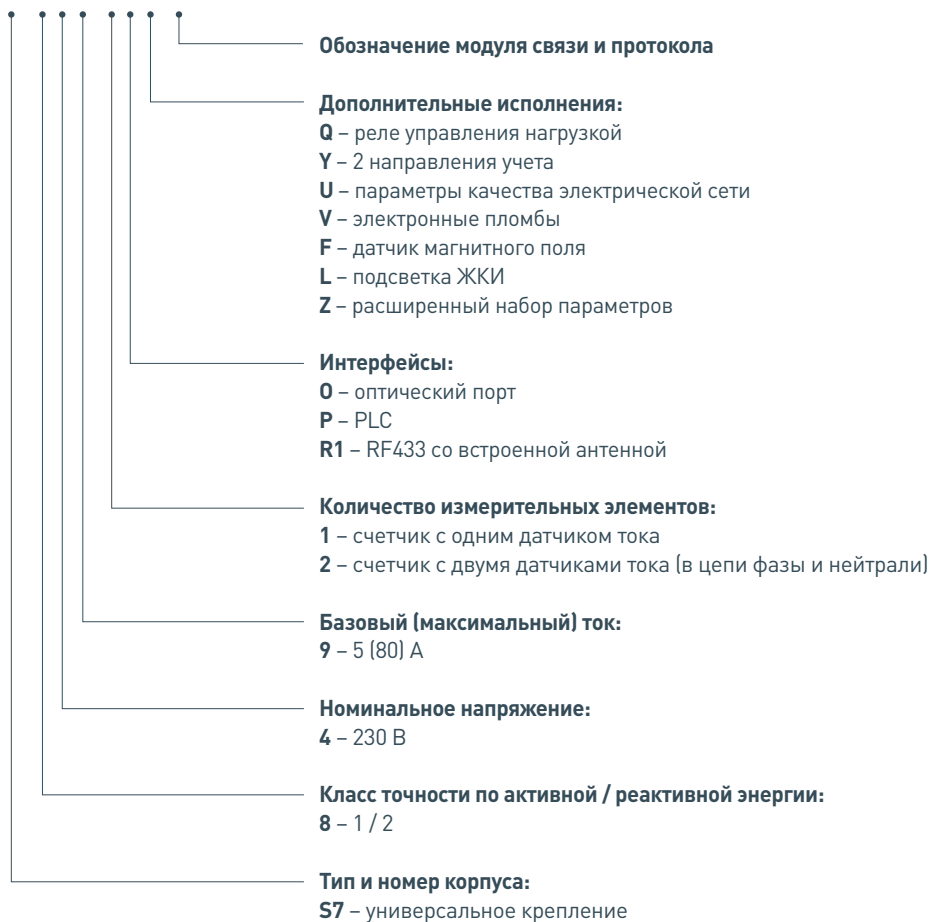 Обозначение модуля связи и протокола
Дополнительные исполнения:
Q – реле управления нагрузкой
Y – 2 направления учета
U – параметры качества электрической сети
V – электронные пломбы
F – датчик магнитного поля
L – подсветка ЖКИ
Z – расширенный набор параметров
Интерфейсы:
O – оптический порт
P – PLC
R1 – RF433 со встроенной антенной
Количество измерительных элементов:
1 – счетчик с одним датчиком тока
2 – счетчик с двумя датчиками тока (в цепи фазы и нейтрали)
Базовый (максимальный) ток:
9 – 5 (80) А
Номинальное напряжение:
4 – 230 В
Класс точности по активной / реактивной энергии:
8 – 1 / 2
Тип и номер корпуса:
S7 – универсальное крепление